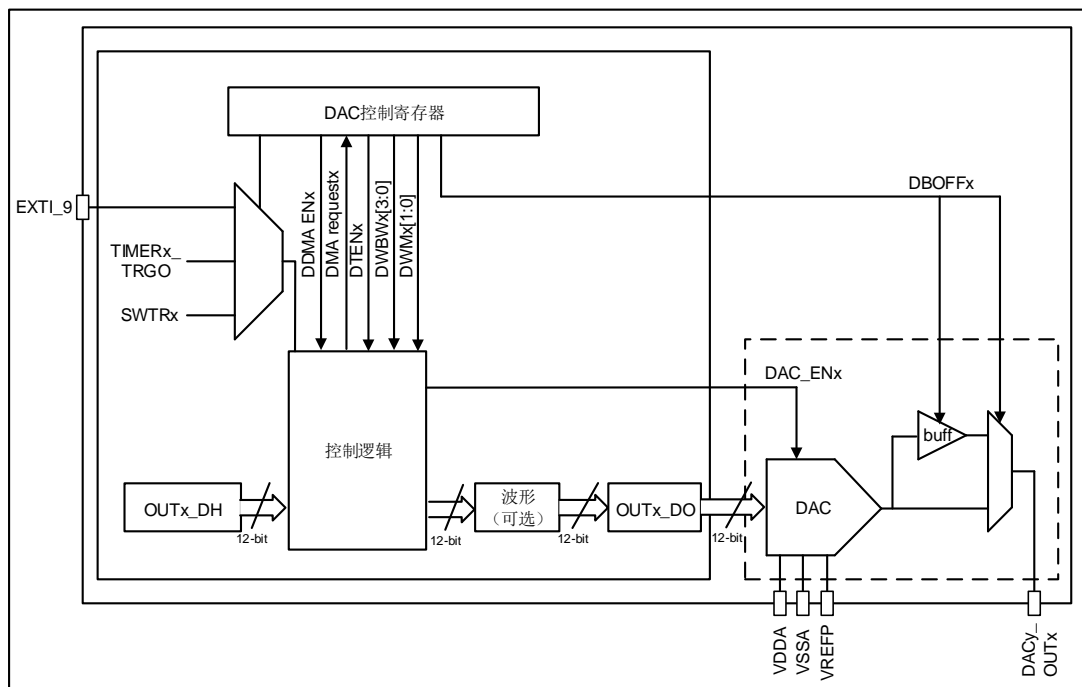 DAC控制寄存器
EXTI_9
TIMERx_
TRGO
SWTRx
DDMA ENx
DMA requestx
DTENx
DWBWx[3:0]
DWMx[1:0]
DBOFFx
DAC_ENx
控制逻辑
buff
OUTx_DH
12-bit
12-bit
波形
（可选）
12-bit
OUTx_DO
12-bit
DAC
VDDA
VSSA
VREFP
DACy_
OUTx